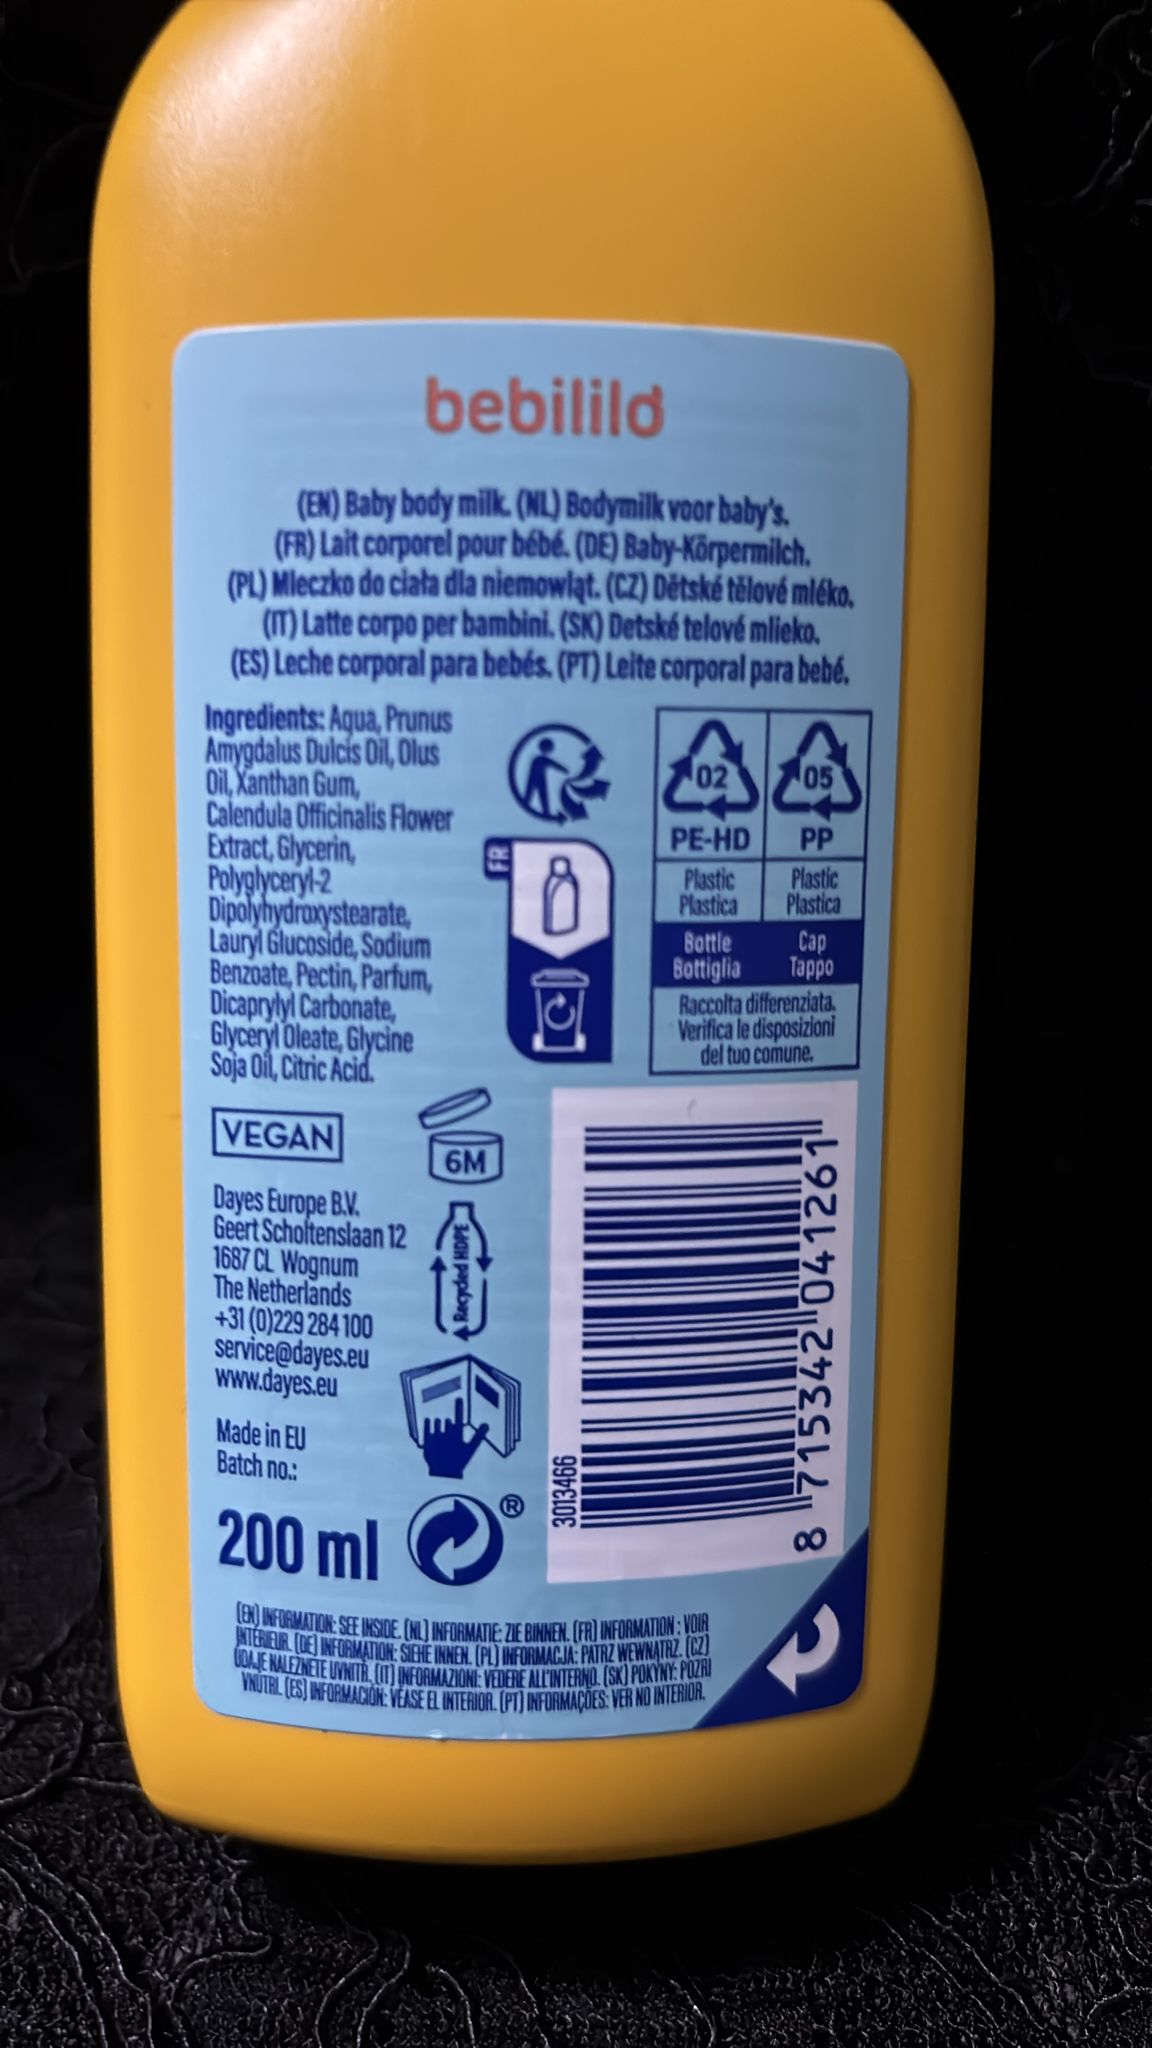 bebilild
(EN) Baby body milk. (NL) Bodymilk voor baby's.
(FR) Lait corporel pour bébé. (DE) Baby-Körpermilch.
(PL) Mleczko do ciała dla niemowląt. (CZ) Dětské tělové mléko.
(IT) Latte corpo per bambini. (SK) Detské telové mlieko.
(ES) Leche corporal para bebés. (PT) Leite corporal para bebé.
Ingredients: Aqua, Prunus
Amygdalus Dulcis Oil, Olus
Oil, Xanthan Gum,
Calendula Officinalis Flower
Extract, Glycerin,
Polyglyceryl-2
Dipolyhydroxystearate,
Lauryl Glucoside, Sodium
Benzoate, Pectin, Parfum,
Dicaprylyl Carbonate,
Glyceryl Oleate, Glycine
Soja Oil, Citric Acid.
FR
02 05
PE-HD PP
Plastic Plastic
Plastica Plastica
Bottle Cap
Bottiglia Tappo
Raccolta differenziata.
Verifica le disposizioni
del tuo comune.
VEGAN
6M
Dayes Europe B.V.
Geert Scholtenslaan 12
1687 CL Wognum
The Netherlands
+31 (0)229 284 100
service@dayes.eu
www.dayes.eu
Recycled HDPE
Made in EU
Batch no.:
200 ml
®
3013466
8 715342 041261
(EN) INFORMATION: SEE INSIDE. (NL) INFORMATIE: ZIE BINNEN. (FR) INFORMATION : VOIR
INTÉRIEUR. (DE) INFORMATION: SIEHE INNEN. (PL) INFORMACJA: PATRZ WEWNĄTRZ. (CZ)
ÚDAJE NALEZNETE UVNITŘ. (IT) INFORMAZIONI: VEDERE ALL'INTERNO. (SK) POKYNY: POZRI
VNÚTRI. (ES) INFORMACIÓN: VÉASE EL INTERIOR. (PT) INFORMAÇÕES: VER NO INTERIOR.